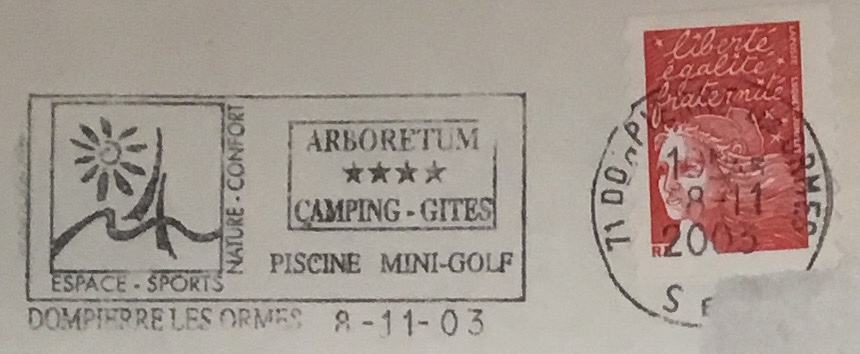 ARBORETUM
★★★★
CAMPING - GITES
PISCINE MINI-GOLF
NATURE - CONFORT
ESPACE - SPORTS
DOMPIERRE LES ORMES 8-11-03
liberté
égalité
fraternité
RF
8-11
2003